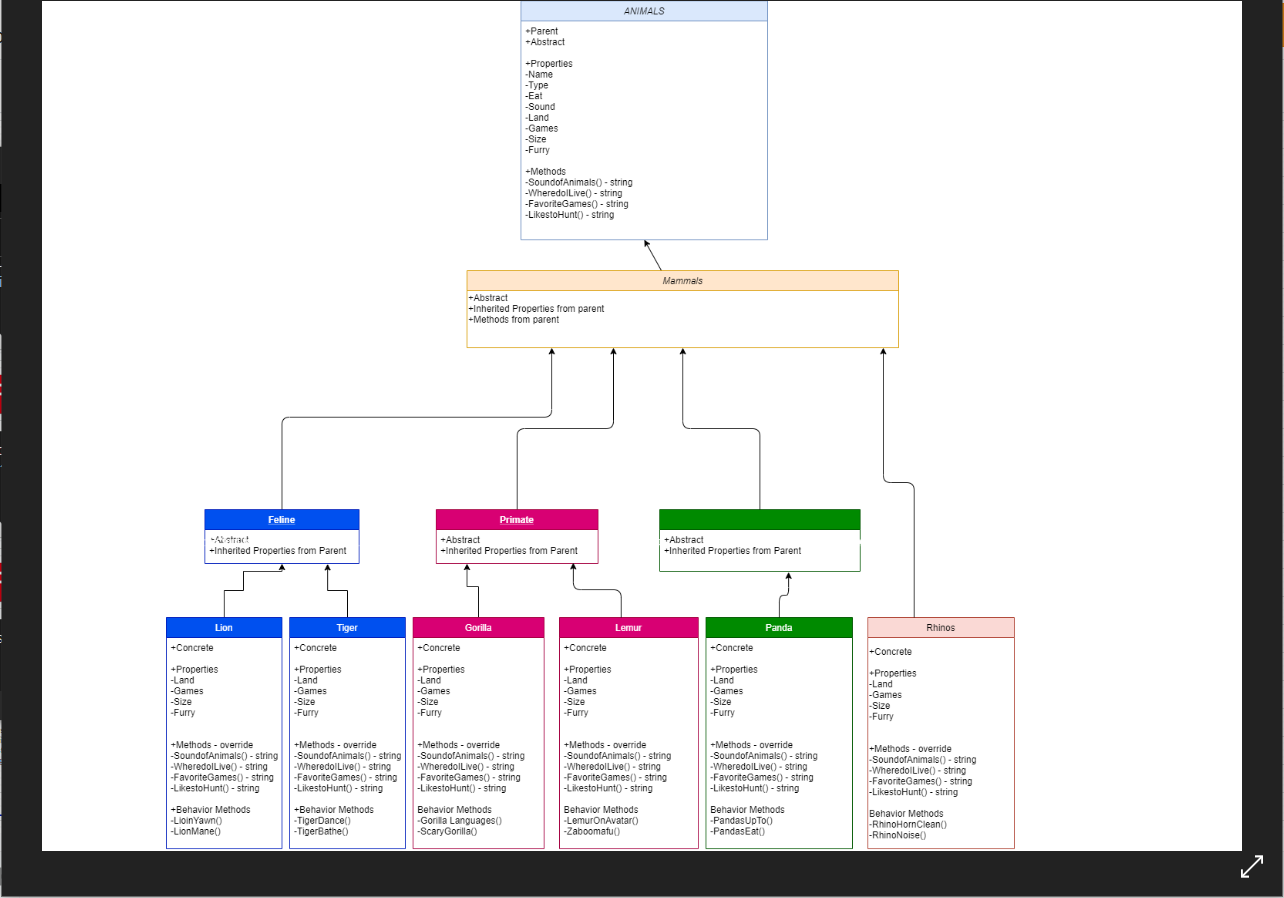 ANIMALS
+Parent
+Abstract
+Properties
-Name
-Type
-Eat
-Sound
-Land
-Games
-Size
-Furry
+Methods
-SoundofAnimals() - string
-WheredoILive() - string
-FavoriteGames() - string
-LikestoHunt() - string
Mammals
+Abstract
+Inherited Properties from parent
+Methods from parent
Feline
+Abstract
+Inherited Properties from Parent
Primate
+Abstract
+Inherited Properties from Parent
+Abstract
+Inherited Properties from Parent
Lion
+Concrete
+Properties
-Land
-Games
-Size
-Furry
+Methods - override
-SoundofAnimals() - string
-WheredoILive() - string
-FavoriteGames() - string
-LikestoHunt() - string
+Behavior Methods
-LioinYawn()
-LionMane()
Tiger
+Concrete
+Properties
-Land
-Games
-Size
-Furry
+Methods - override
-SoundofAnimals() - string
-WheredoILive() - string
-FavoriteGames() - string
-LikestoHunt() - string
+Behavior Methods
-TigerDance()
-TigerBathe()
Gorilla
+Concrete
+Properties
-Land
-Games
-Size
-Furry
+Methods - override
-SoundofAnimals() - string
-WheredoILive() - string
-FavoriteGames() - string
-LikestoHunt() - string
Behavior Methods
-Gorilla Languages()
-ScaryGorilla()
Lemur
+Concrete
+Properties
-Land
-Games
-Size
-Furry
+Methods - override
-SoundofAnimals() - string
-WheredoILive() - string
-FavoriteGames() - string
-LikestoHunt() - string
Behavior Methods
-LemurOnAvatar()
-Zaboomafu()
Panda
+Concrete
+Properties
-Land
-Games
-Size
-Furry
+Methods - override
-SoundofAnimals() - string
-WheredoILive() - string
-FavoriteGames() - string
-LikestoHunt() - string
Behavior Methods
-PandasUpTo()
-PandasEat()
Rhinos
+Concrete
+Properties
-Land
-Games
-Size
-Furry
+Methods - override
-SoundofAnimals() - string
-WheredoILive() - string
-FavoriteGames() - string
-LikestoHunt() - string
Behavior Methods
-RhinoHornClean()
-RhinoNoise()